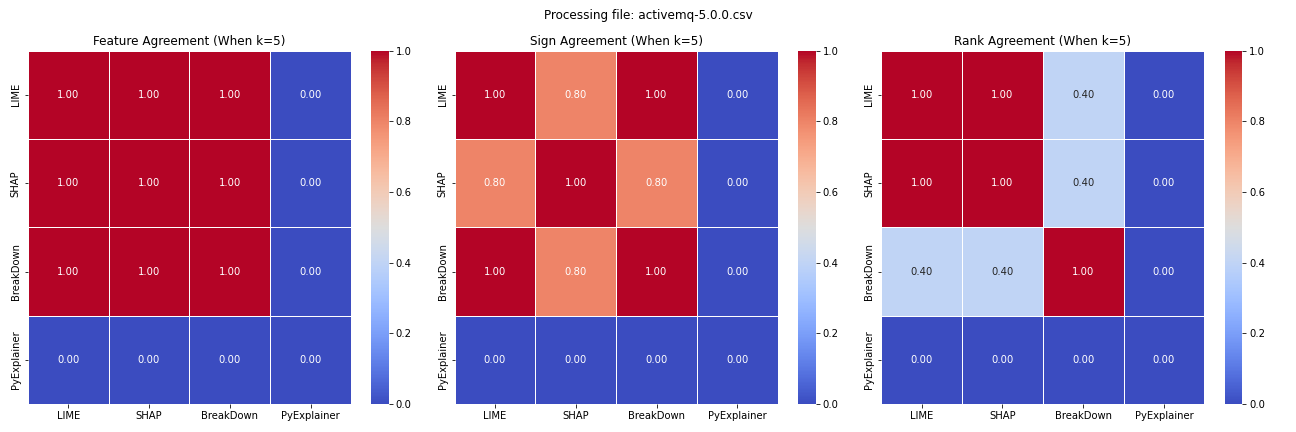 Processing file: activemq-5.0.0.csv
Feature Agreement (When k=5)
LIME
1.00 1.00 1.00 0.00
SHAP
1.00 1.00 1.00 0.00
BreakDown
1.00 1.00 1.00 0.00
PyExplainer
0.00 0.00 0.00 0.00
LIME SHAP BreakDown PyExplainer
1.0
0.8
0.6
0.4
0.2
0.0
Sign Agreement (When k=5)
LIME
1.00 0.80 1.00 0.00
SHAP
0.80 1.00 0.80 0.00
BreakDown
1.00 0.80 1.00 0.00
PyExplainer
0.00 0.00 0.00 0.00
LIME SHAP BreakDown PyExplainer
1.0
0.8
0.6
0.4
0.2
0.0
Rank Agreement (When k=5)
LIME
1.00 1.00 0.40 0.00
SHAP
1.00 1.00 0.40 0.00
BreakDown
0.40 0.40 1.00 0.00
PyExplainer
0.00 0.00 0.00 0.00
LIME SHAP BreakDown PyExplainer
1.0
0.8
0.6
0.4
0.2
0.0